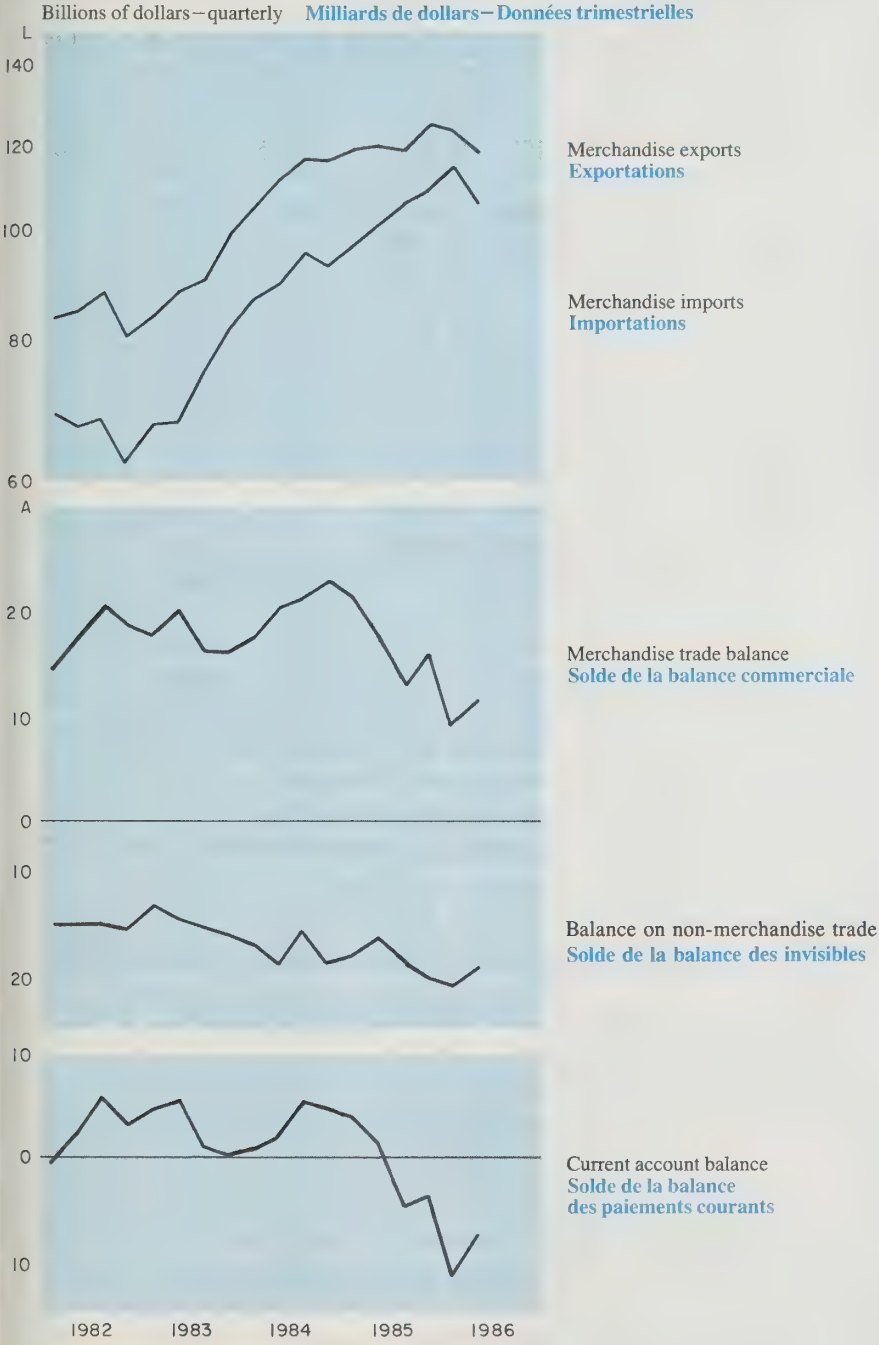 Billions of dollars–quarterly Milliards de dollars–Données trimestrielles
L
140
120
100
80
60
Merchandise exports
Exportations
Merchandise imports
Importations
A
20
10
0
10
20
Merchandise trade balance
Solde de la balance commerciale
Balance on non-merchandise trade
Solde de la balance des invisibles
10
0
10
Current account balance
Solde de la balance
des paiements courants
1982 1983 1984 1985 1986